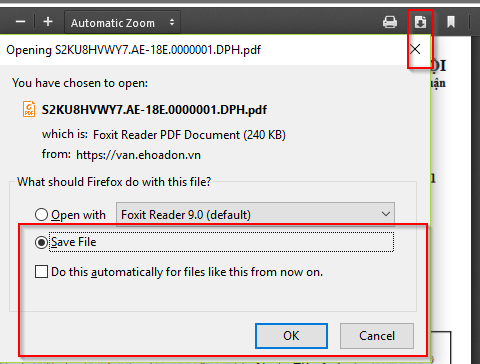 Automatic Zoom
ỘI
Opening S2KU8HVWY7.AE-18E.0000001.DPH.pdf
You have chosen to open:
S2KU8HVWY7.AE-18E.0000001.DPH.pdf
which is: Foxit Reader PDF Document (240 KB)
from: https://van.ehoadon.vn
What should Firefox do with this file?
Open with
Foxit Reader 9.0 (default)
Save File
Do this automatically for files like this from now on.
OK
Cancel